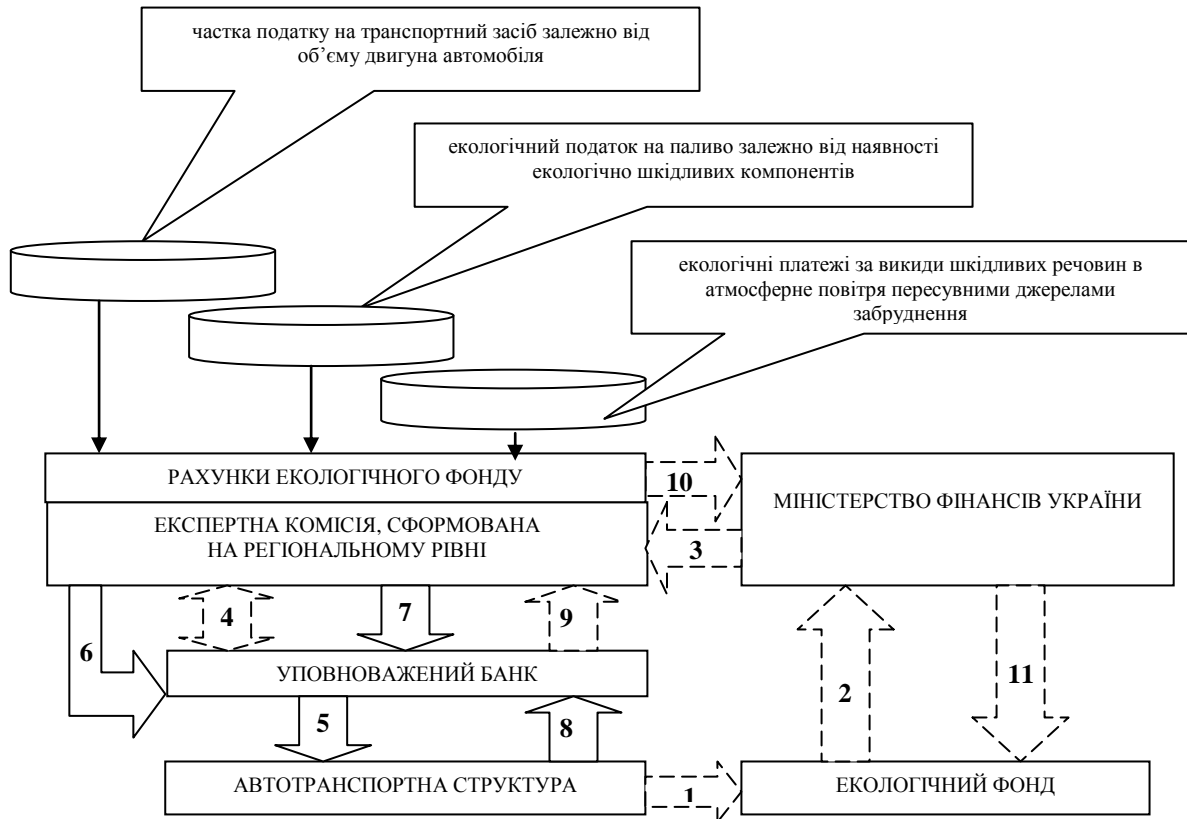 частка податку на транспортний засіб залежно від
об’єму двигуна автомобіля
екологічний податок на паливо залежно від наявності
екологічно шкідливих компонентів
екологічні платежі за викиди шкідливих речовин в
атмосферне повітря пересувними джерелами
забруднення
РАХУНКИ ЕКОЛОГІЧНОГО ФОНДУ
10
МІНІСТЕРСТВО ФІНАНСІВ УКРАЇНИ
ЕКСПЕРТНА КОМІСІЯ, СФОРМОВАНА
НА РЕГІОНАЛЬНОМУ РІВНІ
3
4
7
9
6
УПОВНОВАЖЕНИЙ БАНК
2
11
5
8
АВТОТРАНСПОРТНА СТРУКТУРА
1
ЕКОЛОГІЧНИЙ ФОНД